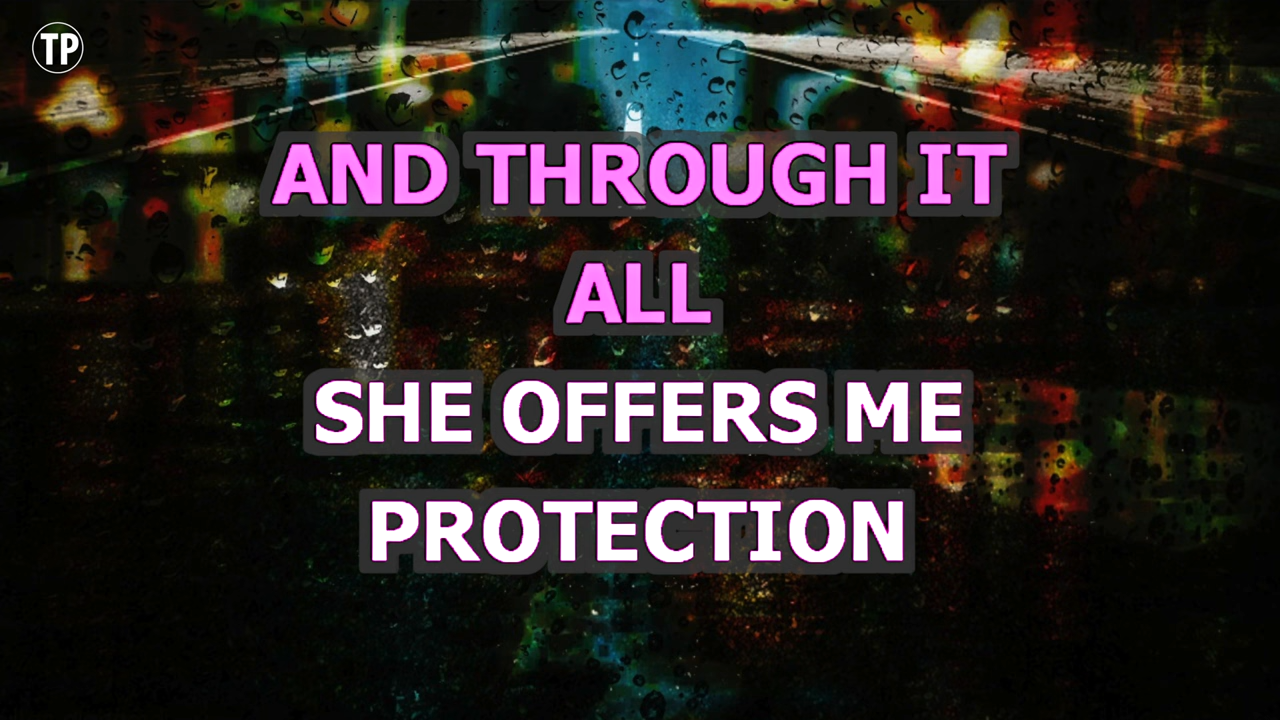 TP
AND THROUGH IT
ALL
SHE OFFERS ME
PROTECTION